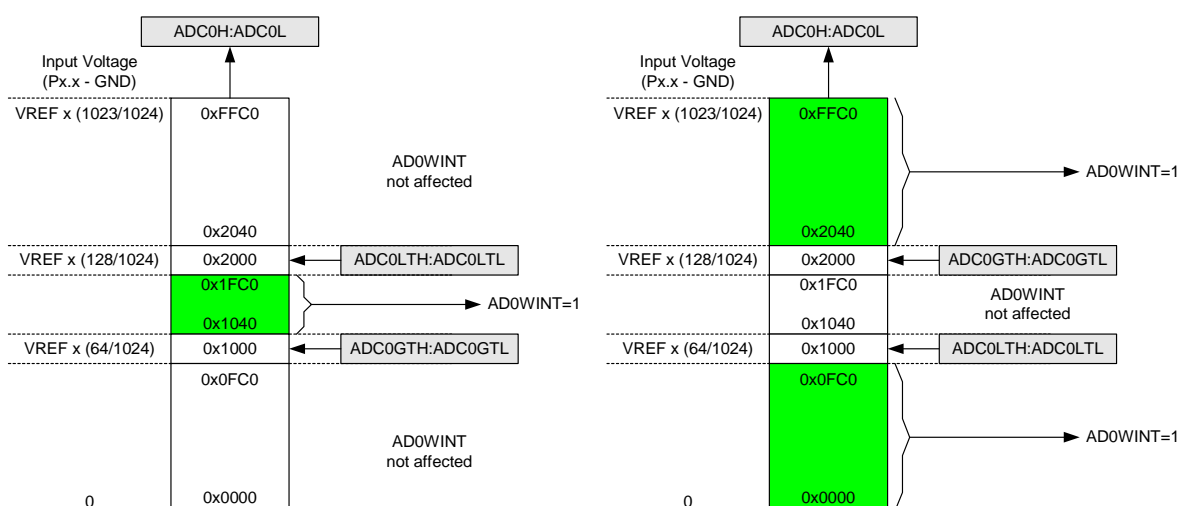 ADC0H:ADC0L
Input Voltage
(Px.x - GND)
VREF x (1023/1024)
0xFFC0
AD0WINT
not affected
0x2040
VREF x (128/1024)
0x2000
ADC0LTH:ADC0LTL
0x1FC0
AD0WINT=1
0x1040
VREF x (64/1024)
0x1000
ADC0GTH:ADC0GTL
0x0FC0
AD0WINT
not affected
0
0x0000
ADC0H:ADC0L
Input Voltage
(Px.x - GND)
VREF x (1023/1024)
0xFFC0
AD0WINT=1
0x2040
VREF x (128/1024)
0x2000
ADC0GTH:ADC0GTL
0x1FC0
AD0WINT
not affected
0x1040
VREF x (64/1024)
0x1000
ADC0LTH:ADC0LTL
0x0FC0
AD0WINT=1
0
0x0000